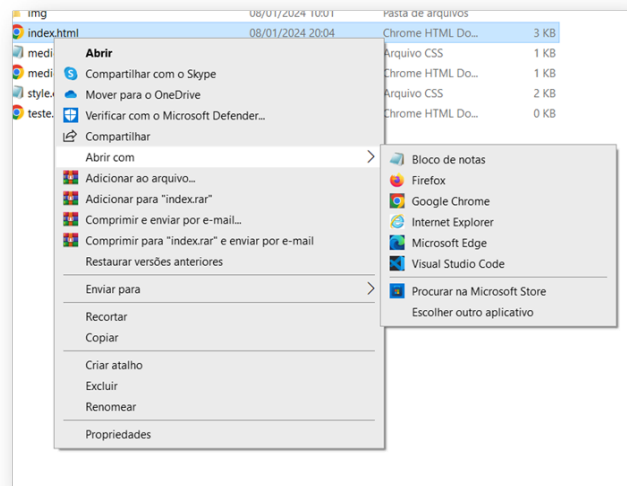 img 08/01/2024 10:01 Pasta de arquivos
index.html 08/01/2024 20:04 Chrome HTML Do... 3 KB
medi Arquivo CSS 1 KB
medi Chrome HTML Do... 1 KB
style. Arquivo CSS 2 KB
teste. Chrome HTML Do... 0 KB
Abrir
Compartilhar com o Skype
Mover para o OneDrive
Verificar com o Microsoft Defender...
Compartilhar
Abrir com
Adicionar ao arquivo...
Adicionar para "index.rar"
Comprimir e enviar por e-mail...
Comprimir para "index.rar" e enviar por e-mail
Restaurar versões anteriores
Enviar para
Recortar
Copiar
Criar atalho
Excluir
Renomear
Propriedades
Bloco de notas
Firefox
Google Chrome
Internet Explorer
Microsoft Edge
Visual Studio Code
Procurar na Microsoft Store
Escolher outro aplicativo